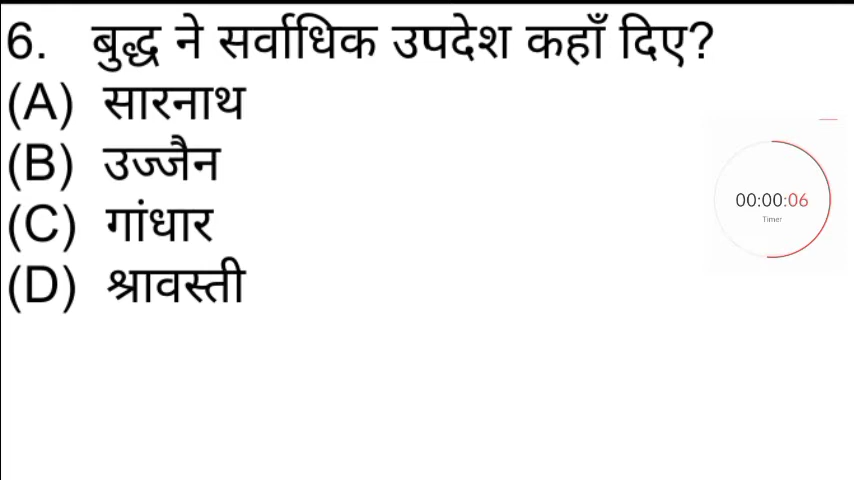 6. बुद्ध ने सर्वाधिक उपदेश कहाँ दिए?
(A) सारनाथ
(B) उज्जैन
(C) गांधार
(D) श्रावस्ती
00:00:06
Timer